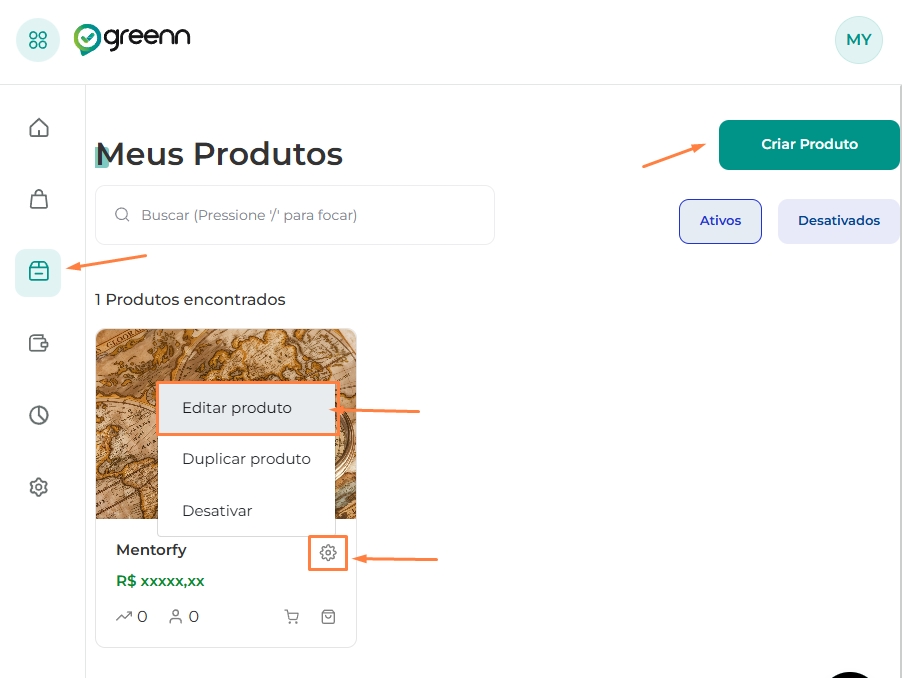 greenn
MY
Meus Produtos
Criar Produto
Buscar (Pressione '/' para focar)
Ativos
Desativados
1 Produtos encontrados
Editar produto
Duplicar produto
Desativar
Mentorfy
R$ xxxxx,xx
0
0